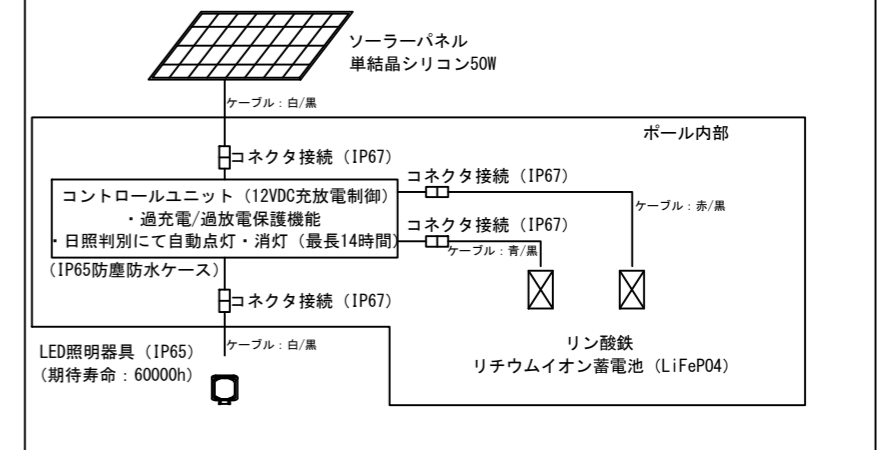 ソーラーパネル
単結晶シリコン50W
ケーブル：白/黒
ポール内部
コネクタ接続（IP67）
コネクタ接続（IP67）
コントロールユニット（12VDC充放電制御）
・過充電/過放電保護機能
・日照判別にて自動点灯・消灯（最長14時間）
ケーブル：赤/黒
コネクタ接続（IP67）
ケーブル：青/黒
（IP65防塵防水ケース）
コネクタ接続（IP67）
ケーブル：白/黒
LED照明器具（IP65）
（期待寿命：60000h）
リン酸鉄
リチウムイオン蓄電池（LiFePO4）